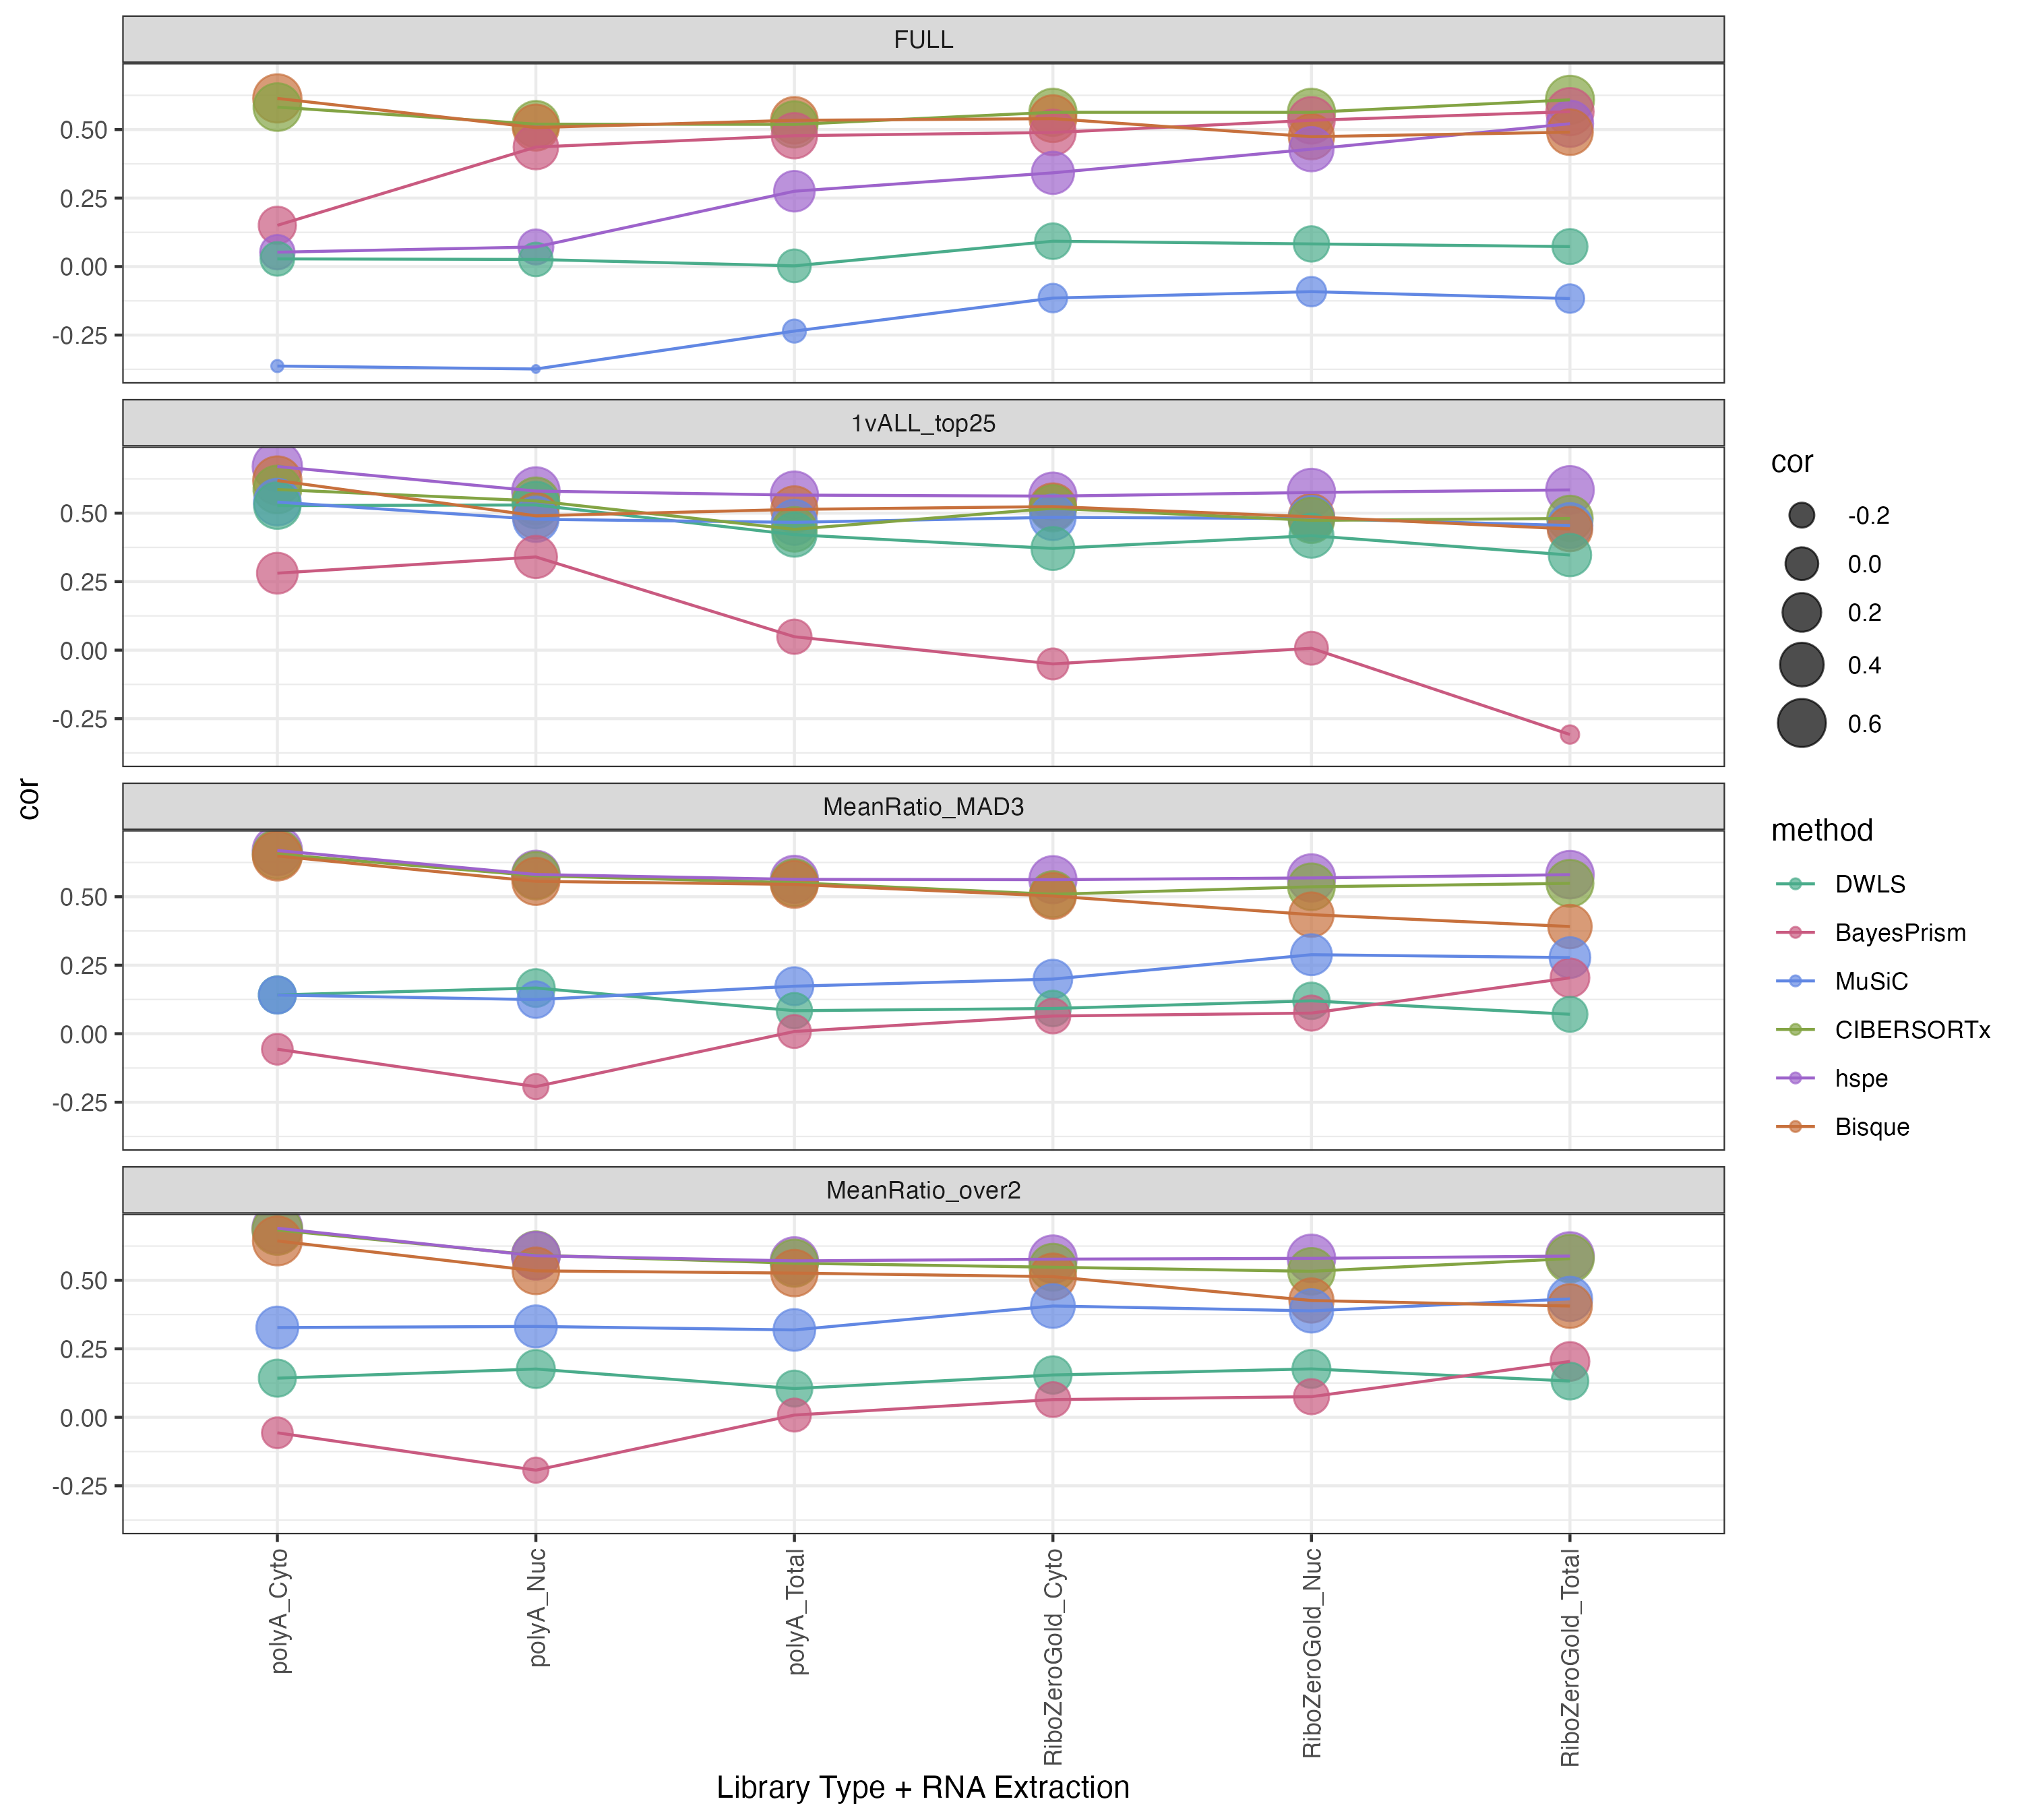 FULL
0.50
0.25
0.00
-0.25
1vALL_top25
0.50
0.25
0.00
-0.25
MeanRatio_MAD3
0.50
0.25
0.00
-0.25
MeanRatio_over2
0.50
0.25
0.00
-0.25
cor
polyA_Cyto
polyA_Nuc
polyA_Total
RiboZeroGold_Cyto
RiboZeroGold_Nuc
RiboZeroGold_Total
Library Type + RNA Extraction
cor
-0.2
0.0
0.2
0.4
0.6
method
DWLS
BayesPrism
MuSiC
CIBERSORTx
hspe
Bisque